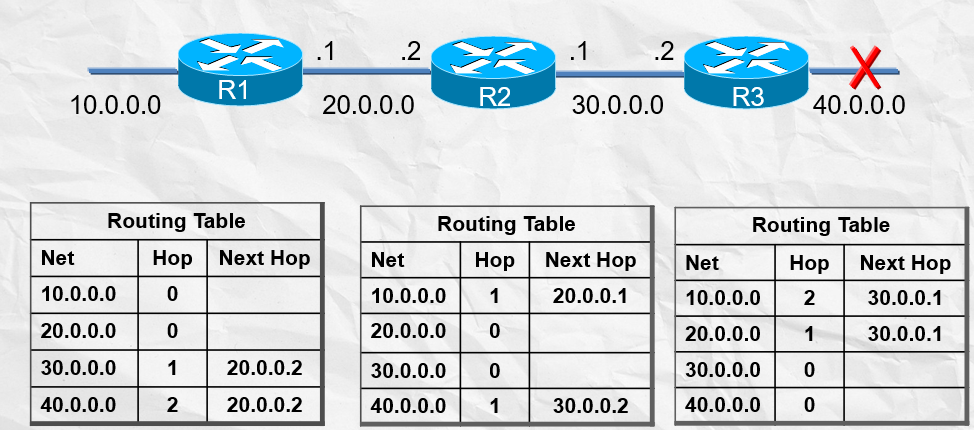 .1 .2 .1 .2
R1 R2 R3
10.0.0.0 20.0.0.0 30.0.0.0 40.0.0.0
Routing Table
Net Hop Next Hop
10.0.0.0 0
20.0.0.0 0
30.0.0.0 1 20.0.0.2
40.0.0.0 2 20.0.0.2
Routing Table
Net Hop Next Hop
10.0.0.0 1 20.0.0.1
20.0.0.0 0
30.0.0.0 0
40.0.0.0 1 30.0.0.2
Routing Table
Net Hop Next Hop
10.0.0.0 2 30.0.0.1
20.0.0.0 1 30.0.0.1
30.0.0.0 0
40.0.0.0 0